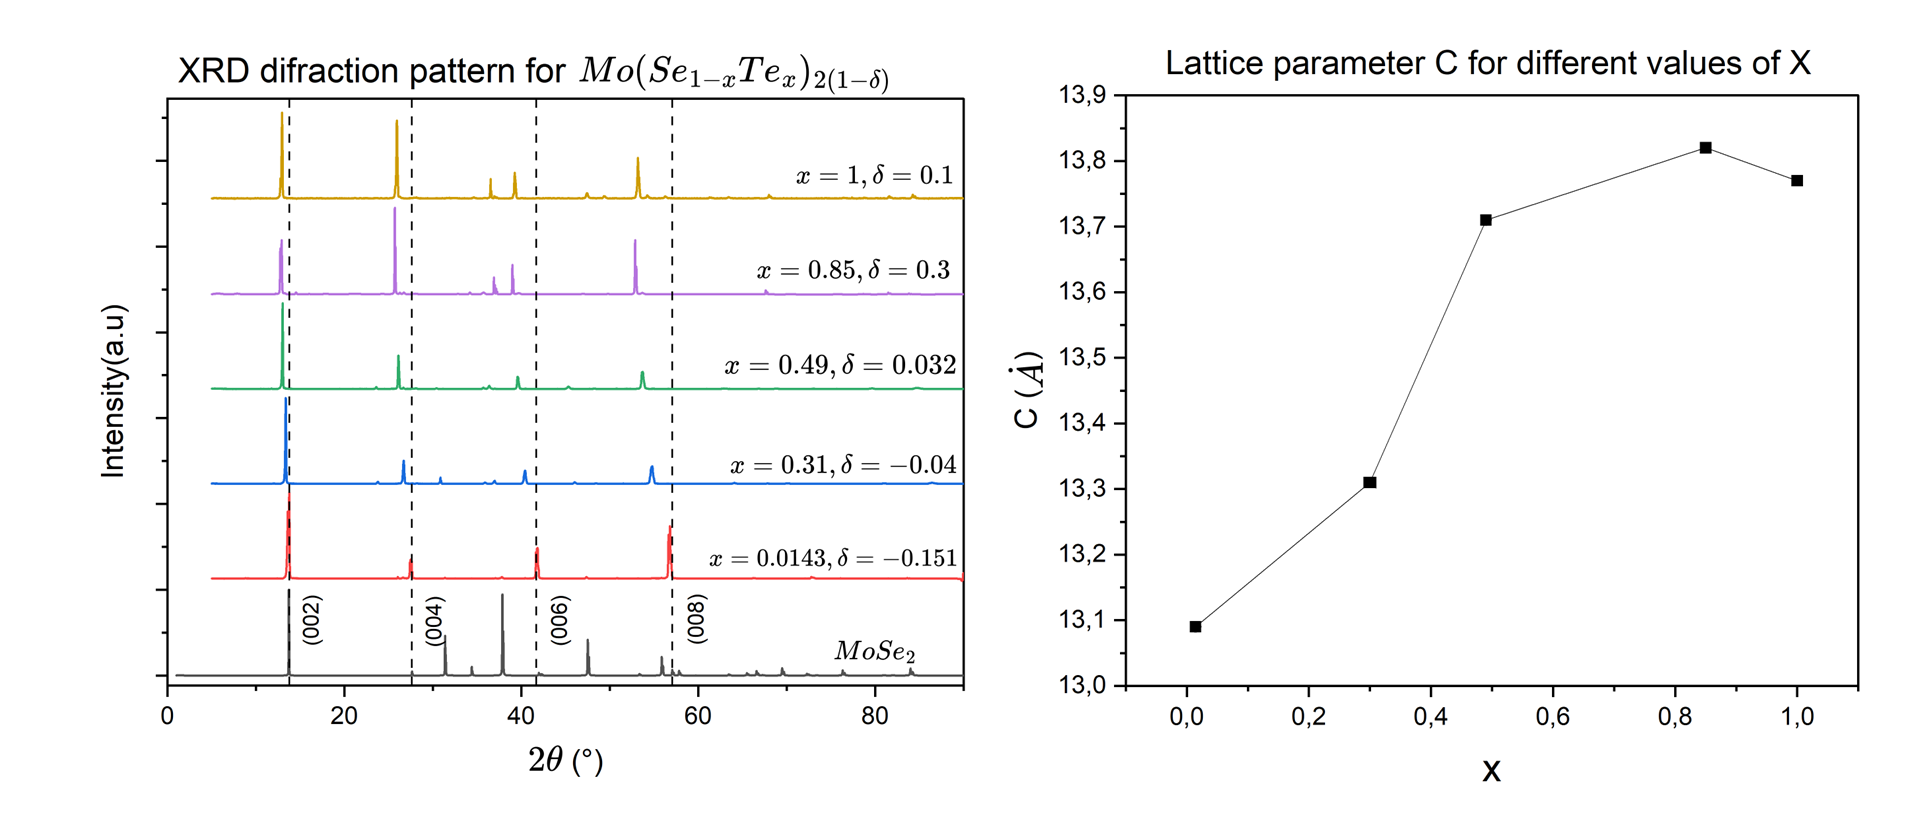 XRD difraction pattern for Mo(Se₁₋ₓTeₓ)₂₍₁₋δ₎
x = 1, δ = 0.1
x = 0.85, δ = 0.3
x = 0.49, δ = 0.032
x = 0.31, δ = −0.04
x = 0.0143, δ = −0.151
(002)
(004)
(006)
(008)
MoSe₂
Intensity(a.u)
0 20 40 60 80
2θ (°)
Lattice parameter C for different values of X
13,9
13,8
13,7
13,6
13,5
13,4
13,3
13,2
13,1
13,0
C (Å)
0,0 0,2 0,4 0,6 0,8 1,0
X